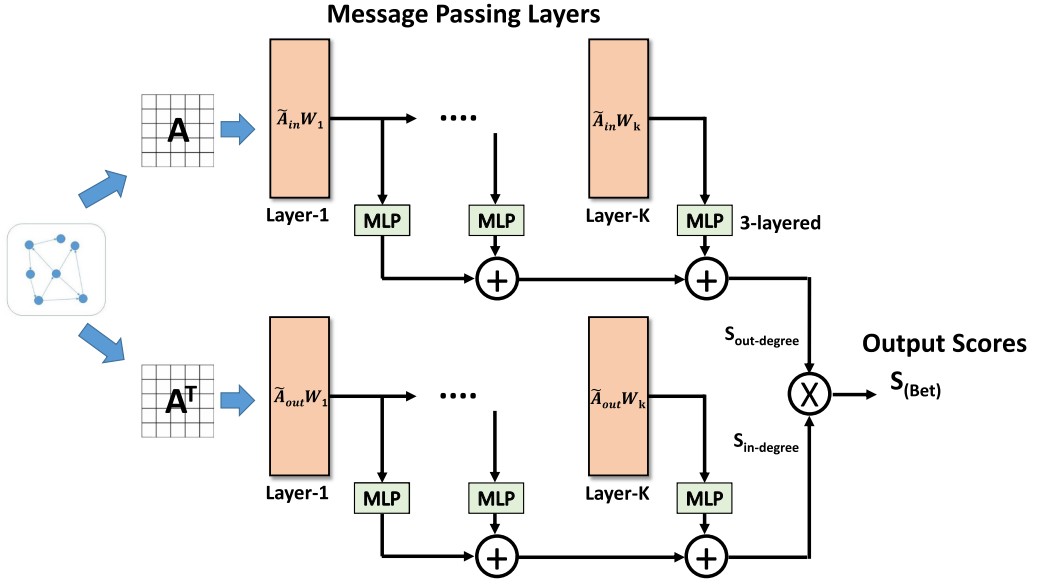 Message Passing Layers
A
Ã_in W_1
....
Ã_in W_k
Layer-1
MLP
MLP
Layer-K
MLP
3-layered
+
+
S_out-degree
Output Scores
X
S_(Bet)
A^T
Ã_out W_1
....
Ã_out W_k
S_in-degree
Layer-1
MLP
MLP
Layer-K
MLP
+
+